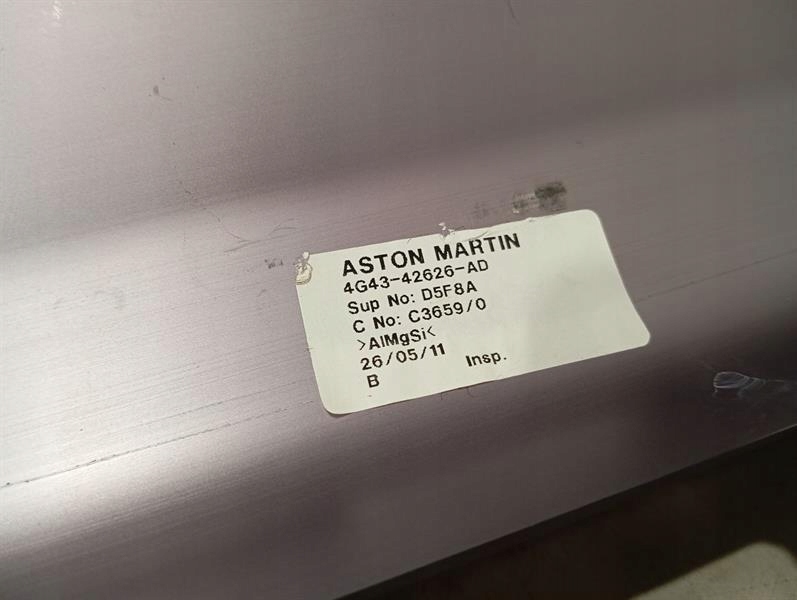 ASTON MARTIN
4G43-42626-AD
Sup No: D5F8A
C No: C3659/0
>AlMgSi<
26/05/11 Insp.
B